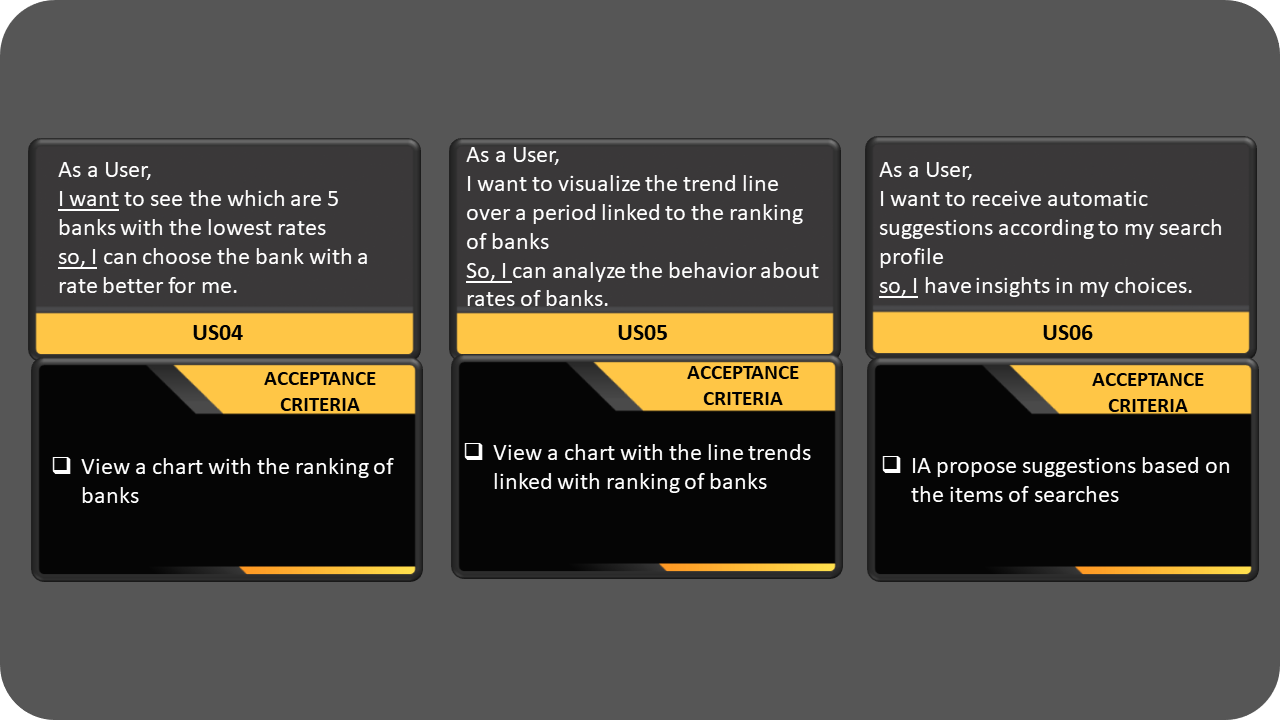 As a User,
I want to see the which are 5
banks with the lowest rates
so, I can choose the bank with a
rate better for me.
US04
ACCEPTANCE
CRITERIA
❑ View a chart with the ranking of
banks
As a User,
I want to visualize the trend line
over a period linked to the ranking
of banks
So, I can analyze the behavior about
rates of banks.
US05
ACCEPTANCE
CRITERIA
❑ View a chart with the line trends
linked with ranking of banks
As a User,
I want to receive automatic
suggestions according to my search
profile
so, I have insights in my choices.
US06
ACCEPTANCE
CRITERIA
❑ IA propose suggestions based on
the items of searches